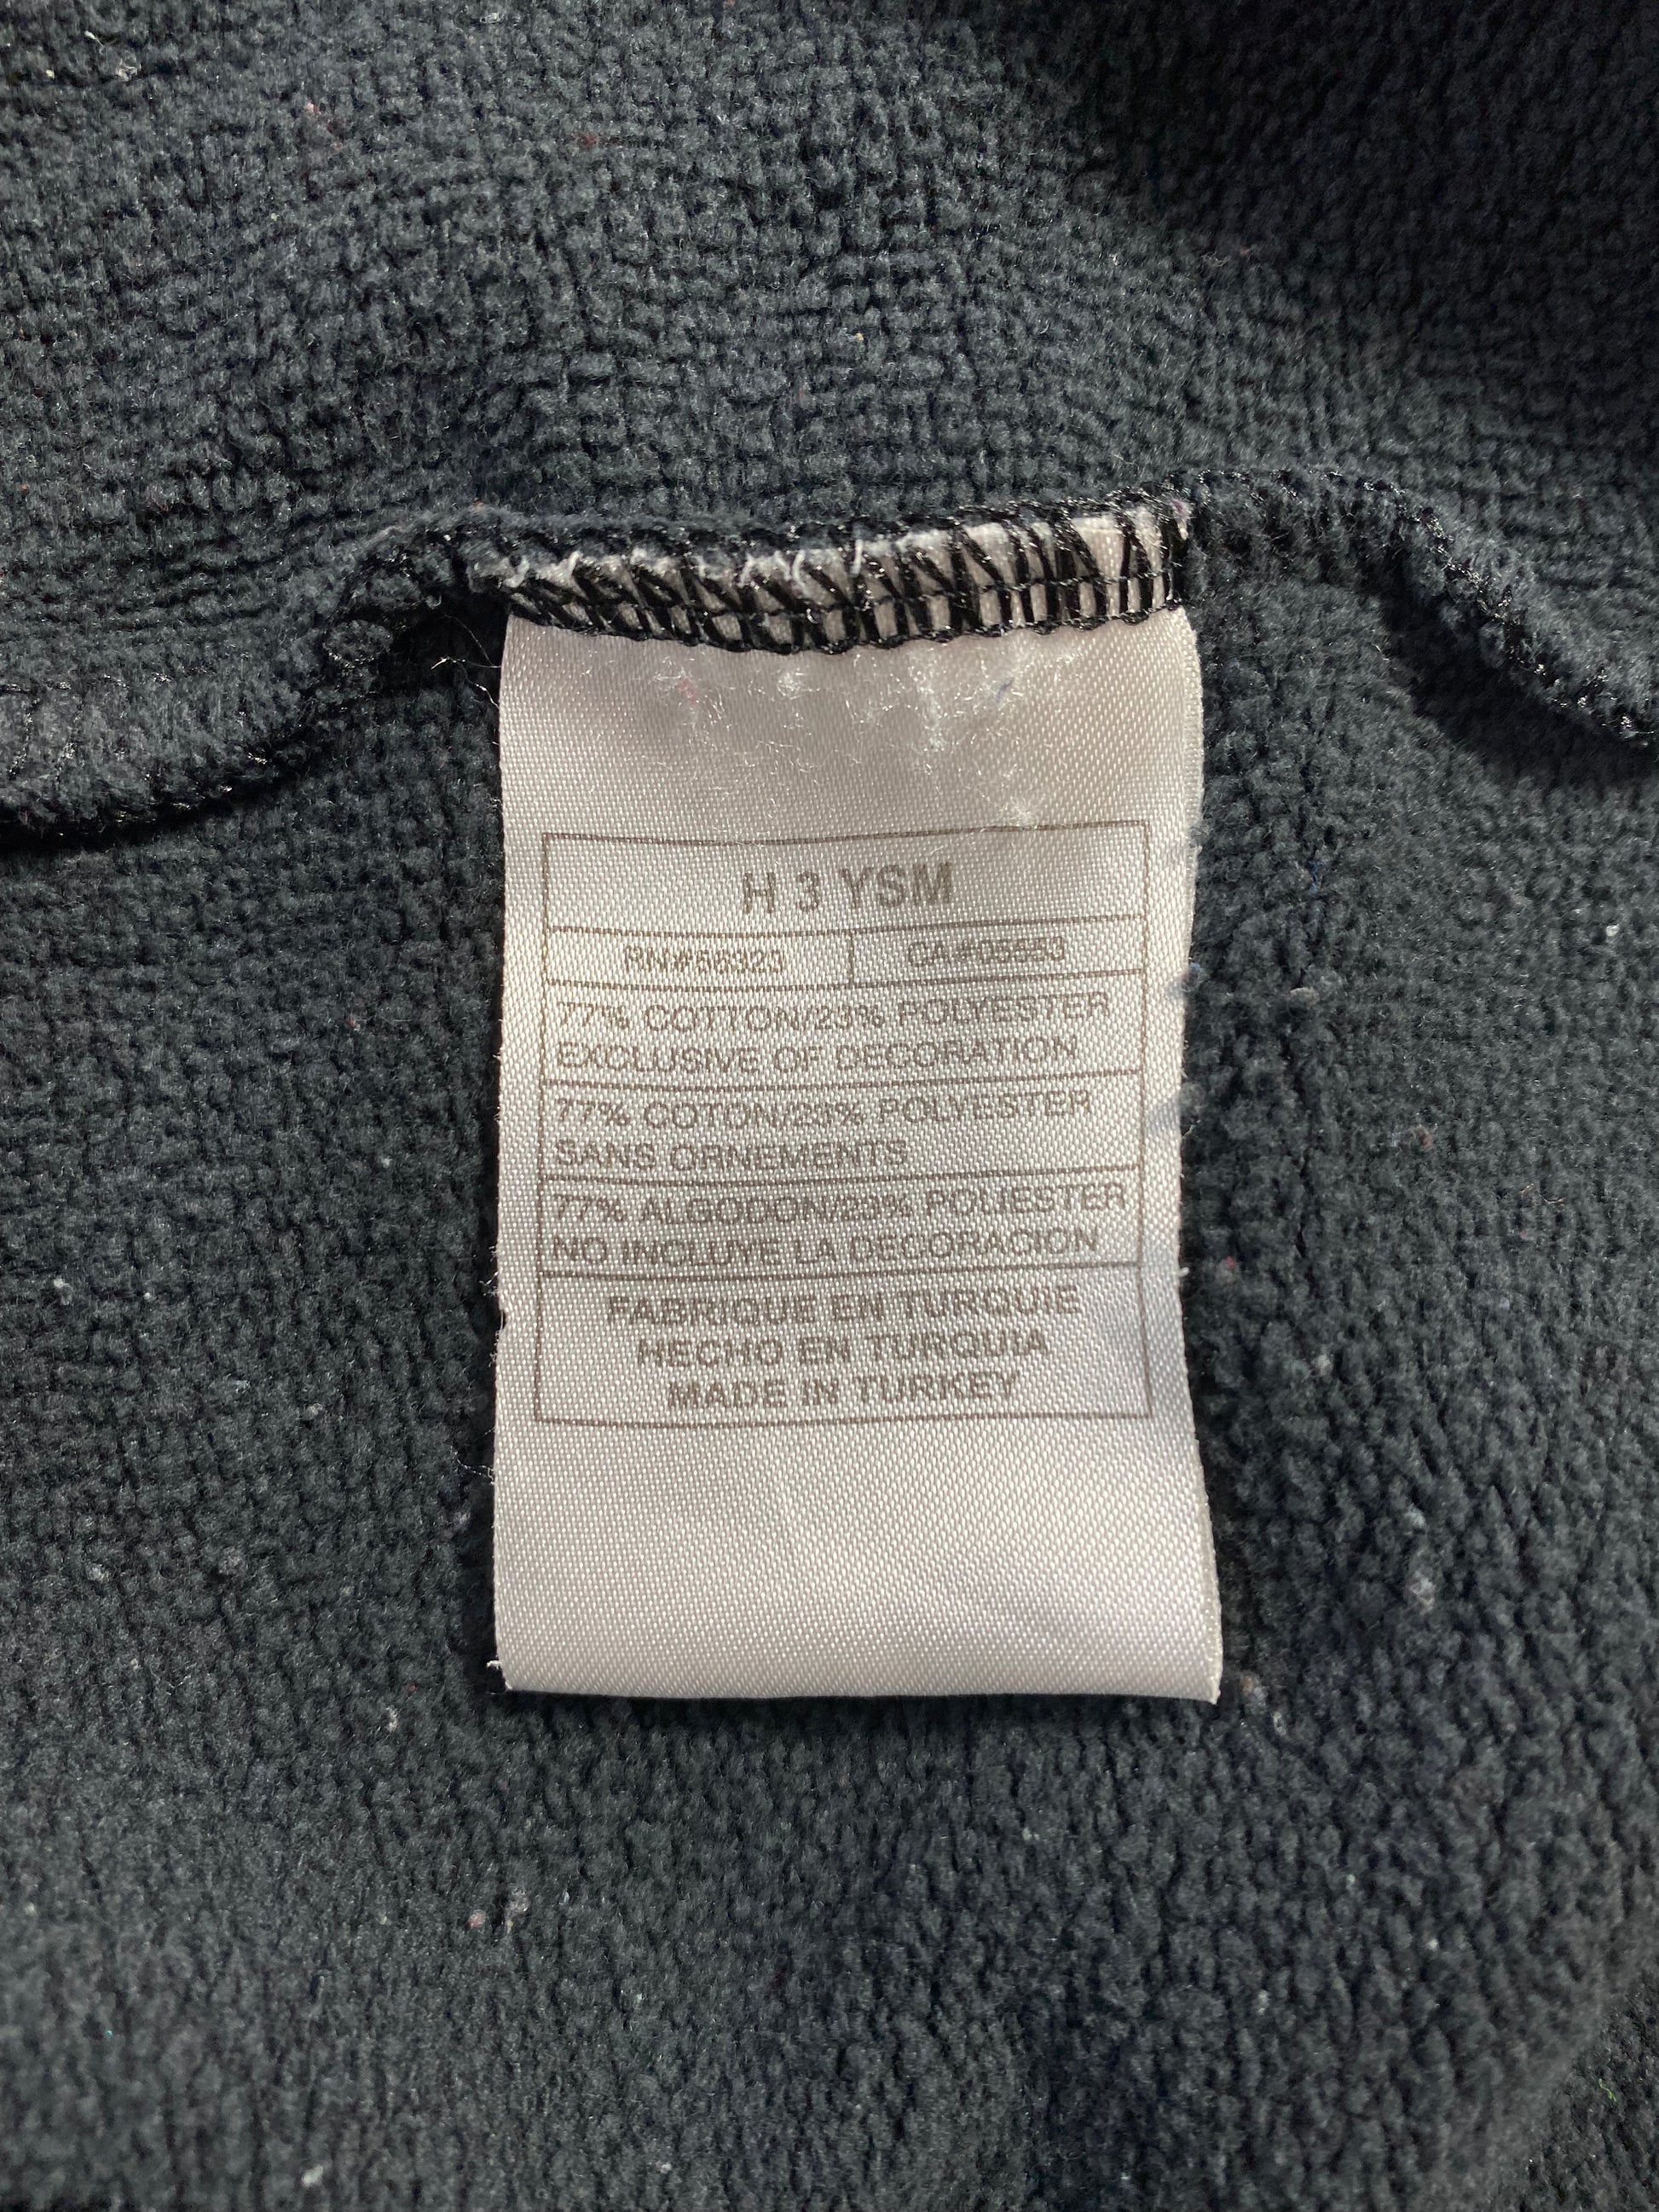 H 3 YSM
RN#56323 CA#05553
77% COTTON/23% POLYESTER
EXCLUSIVE OF DECORATION
77% COTON/23% POLYESTER
SANS ORNEMENTS
77% ALGODON/23% POLIESTER
NO INCLUYE LA DECORACION
FABRIQUE EN TURQUIE
HECHO EN TURQUIA
MADE IN TURKEY